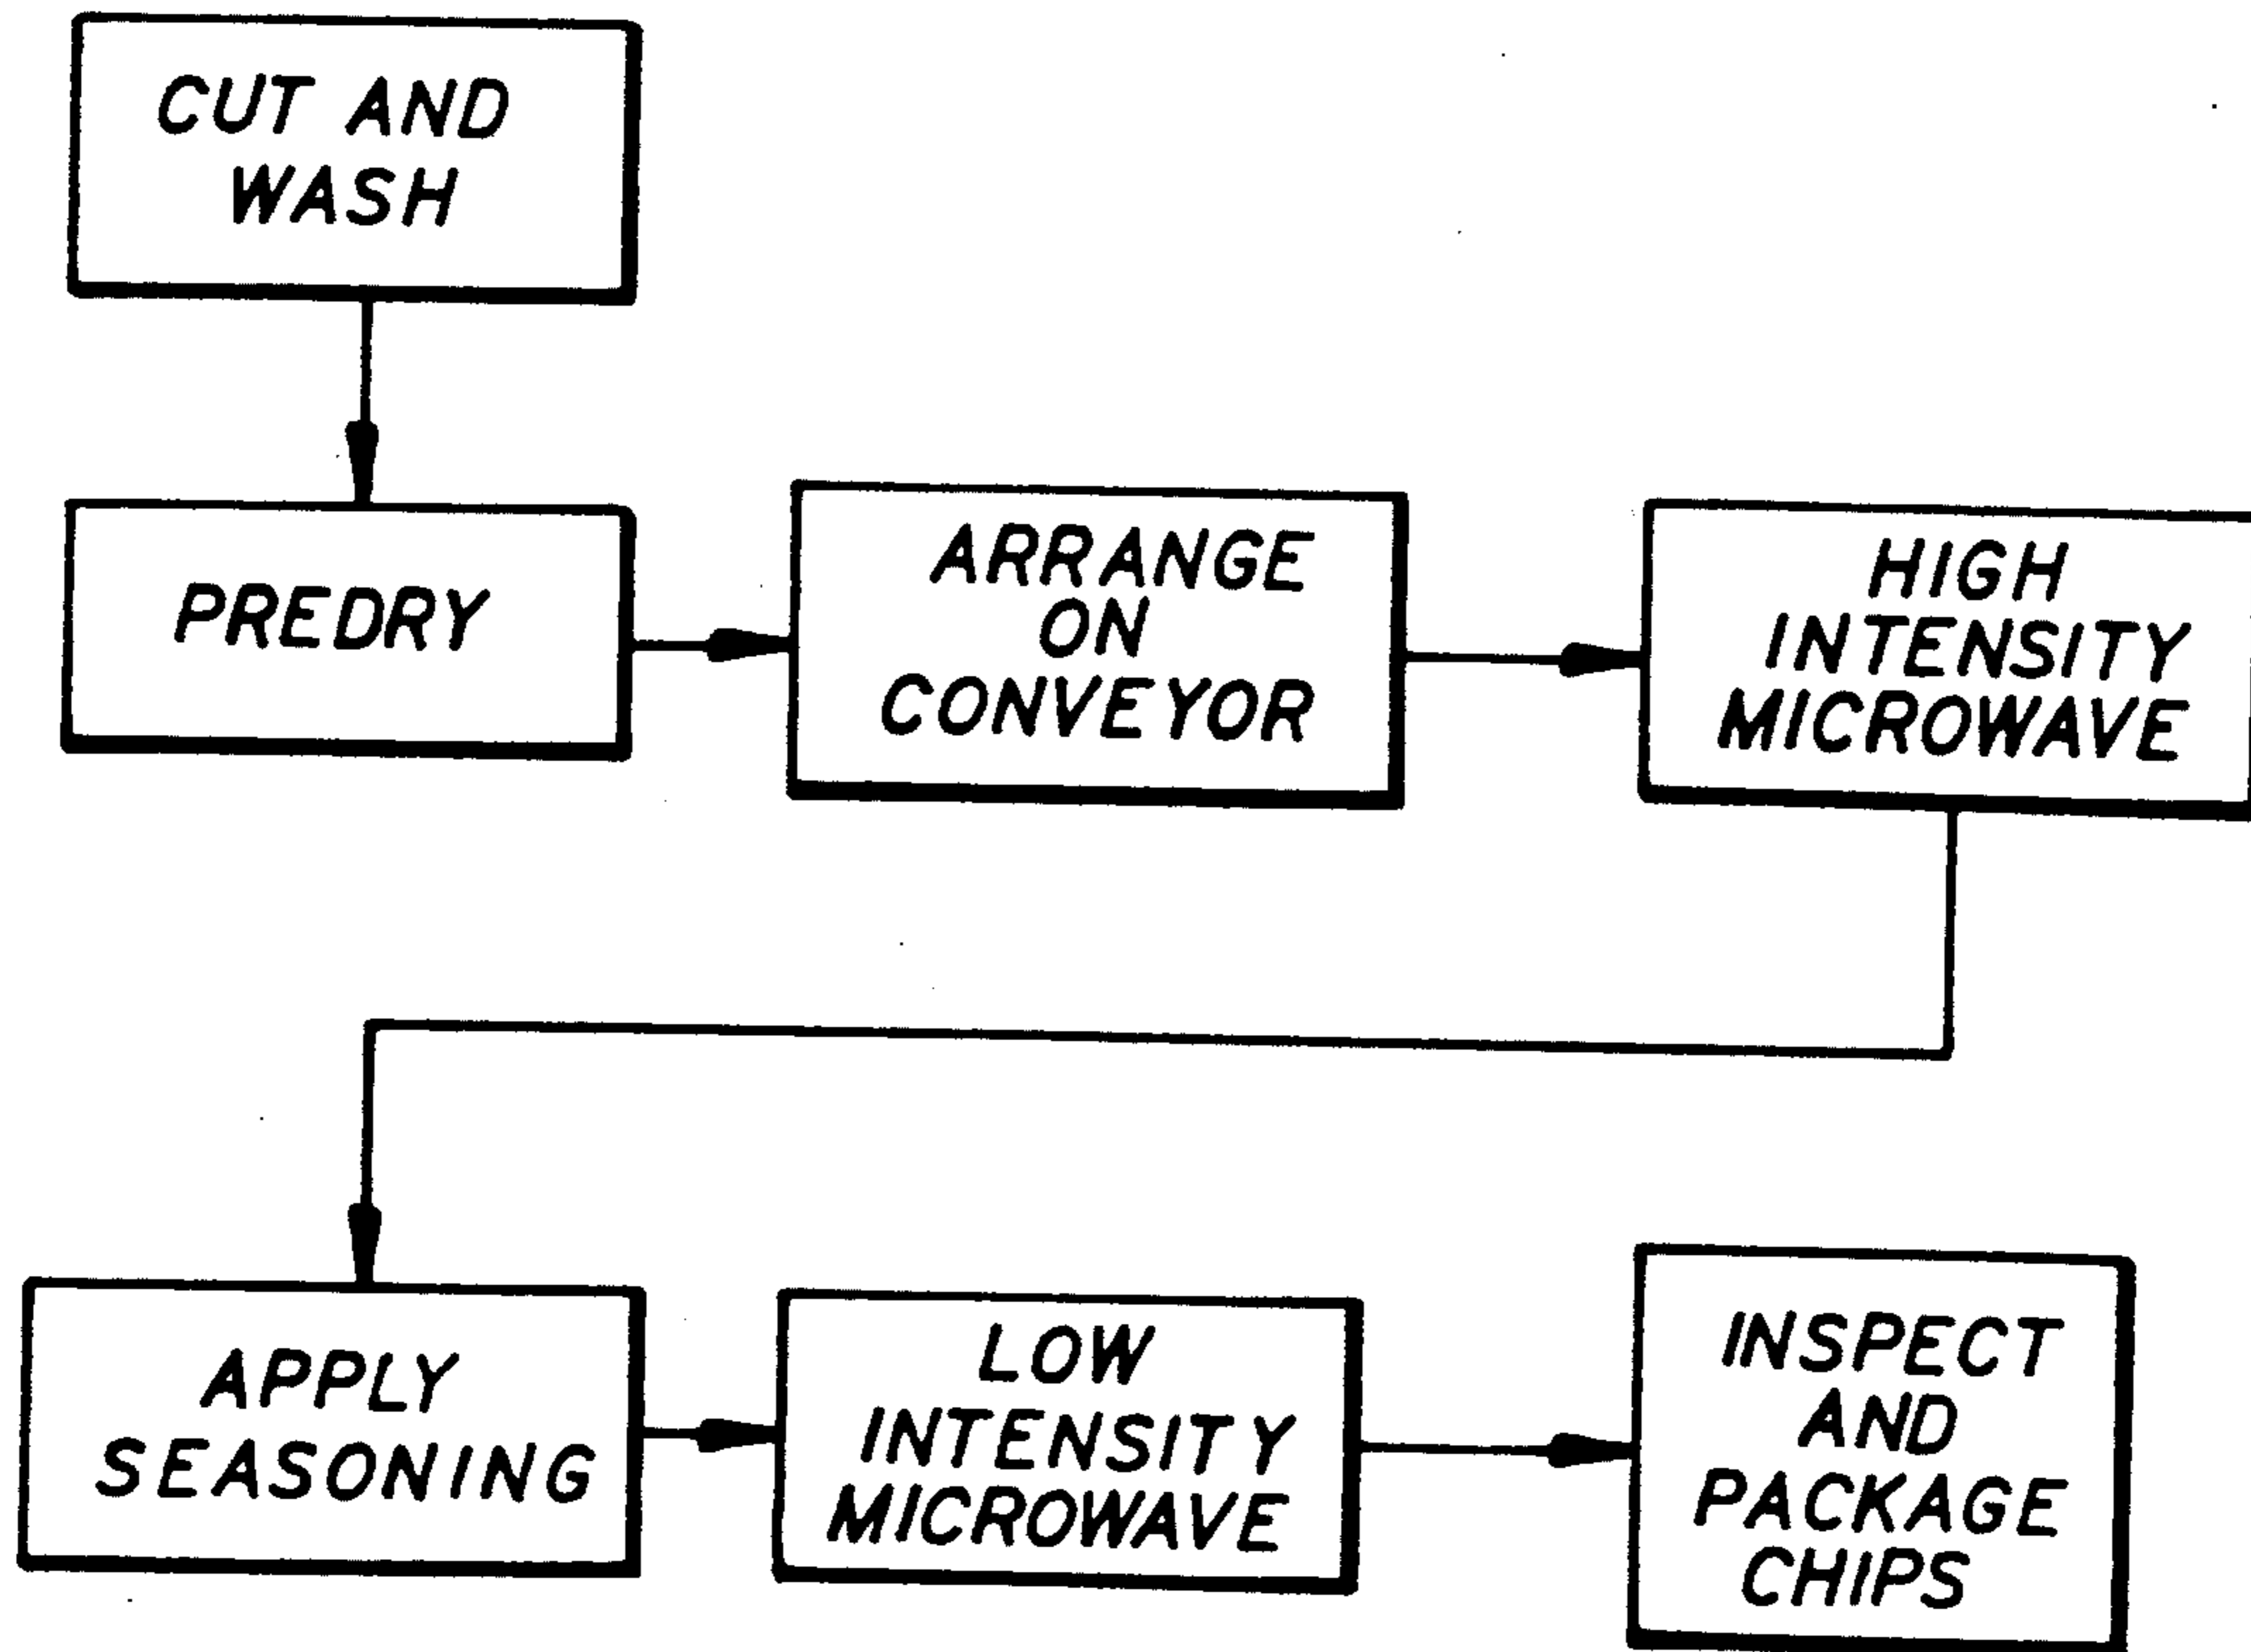 CUT AND
WASH
PREDRY
ARRANGE
ON
CONVEYOR
HIGH
INTENSITY
MICROWAVE
APPLY
SEASONING
LOW
INTENSITY
MICROWAVE
INSPECT
AND
PACKAGE
CHIPS